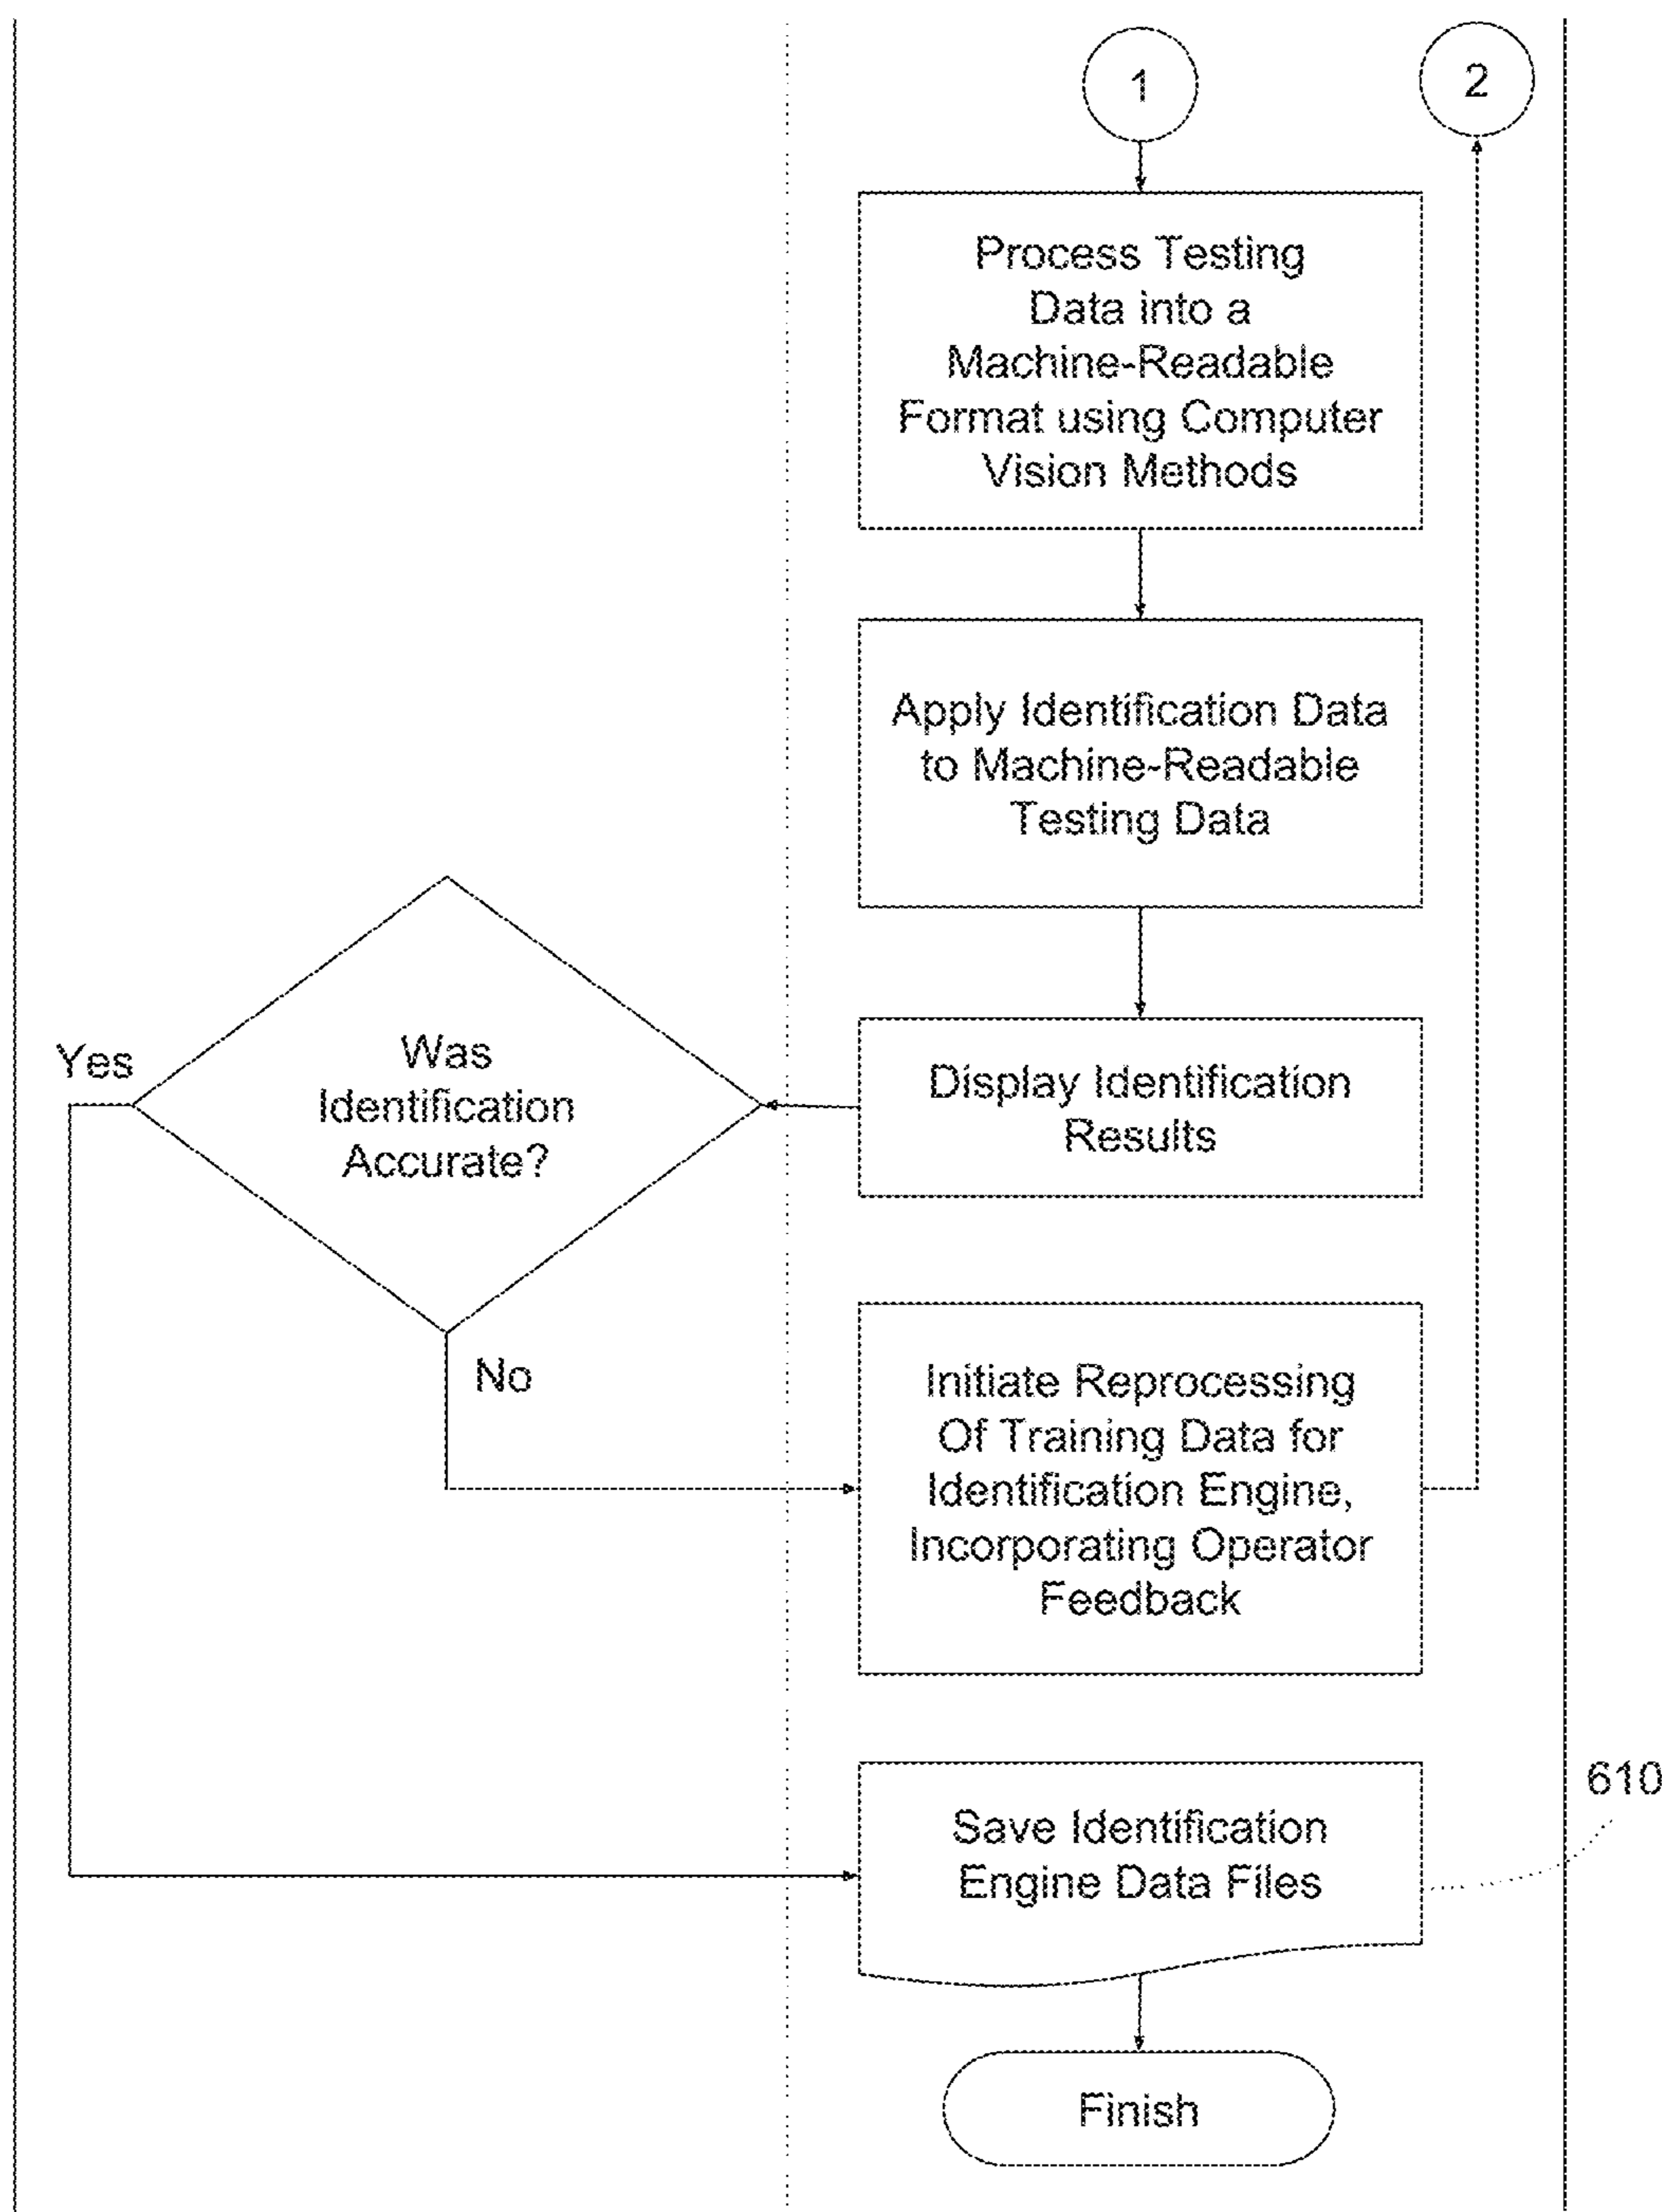 1
2
Process Testing
Data into a
Machine-Readable
Format using Computer
Vision Methods
Apply Identification Data
to Machine-Readable
Testing Data
Yes
Was
Identification
Accurate?
Display Identification
Results
No
Initiate Reprocessing
Of Training Data for
Identification Engine,
Incorporating Operator
Feedback
610
Save Identification
Engine Data Files
Finish